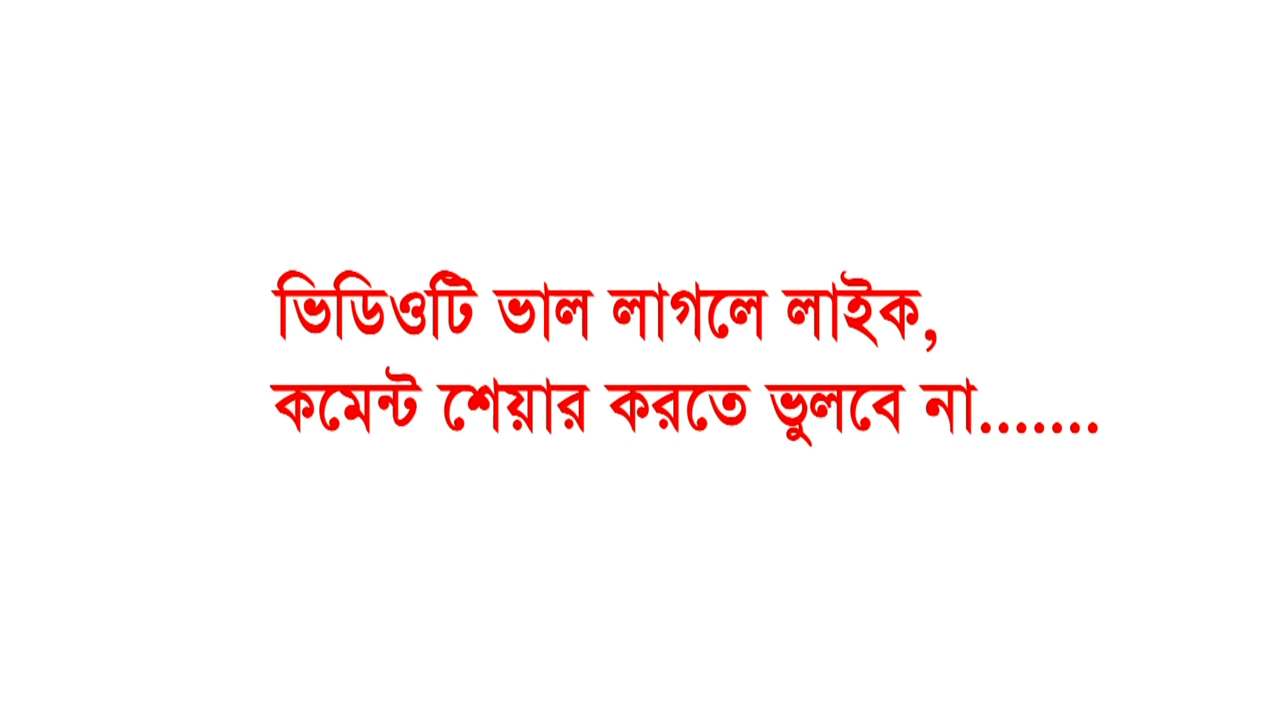 ভিডিওটি ভাল লাগলে লাইক,
কমেন্ট শেয়ার করতে ভুলবে না.......